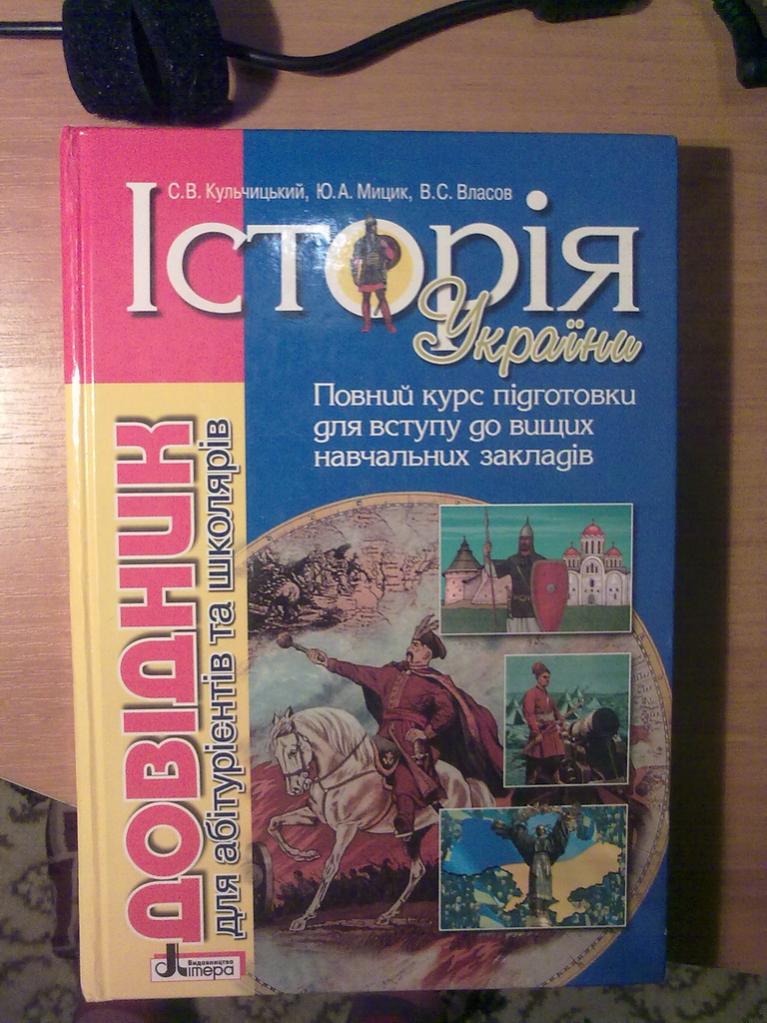 С.В. Кульчицький, Ю.А. Мицик, В.С. Власов
Історія
України
Повний курс підготовки
для вступу до вищих
навчальних закладів
ДОВІДНИК
для абітурієнтів та школярів
Видавництво
Літера